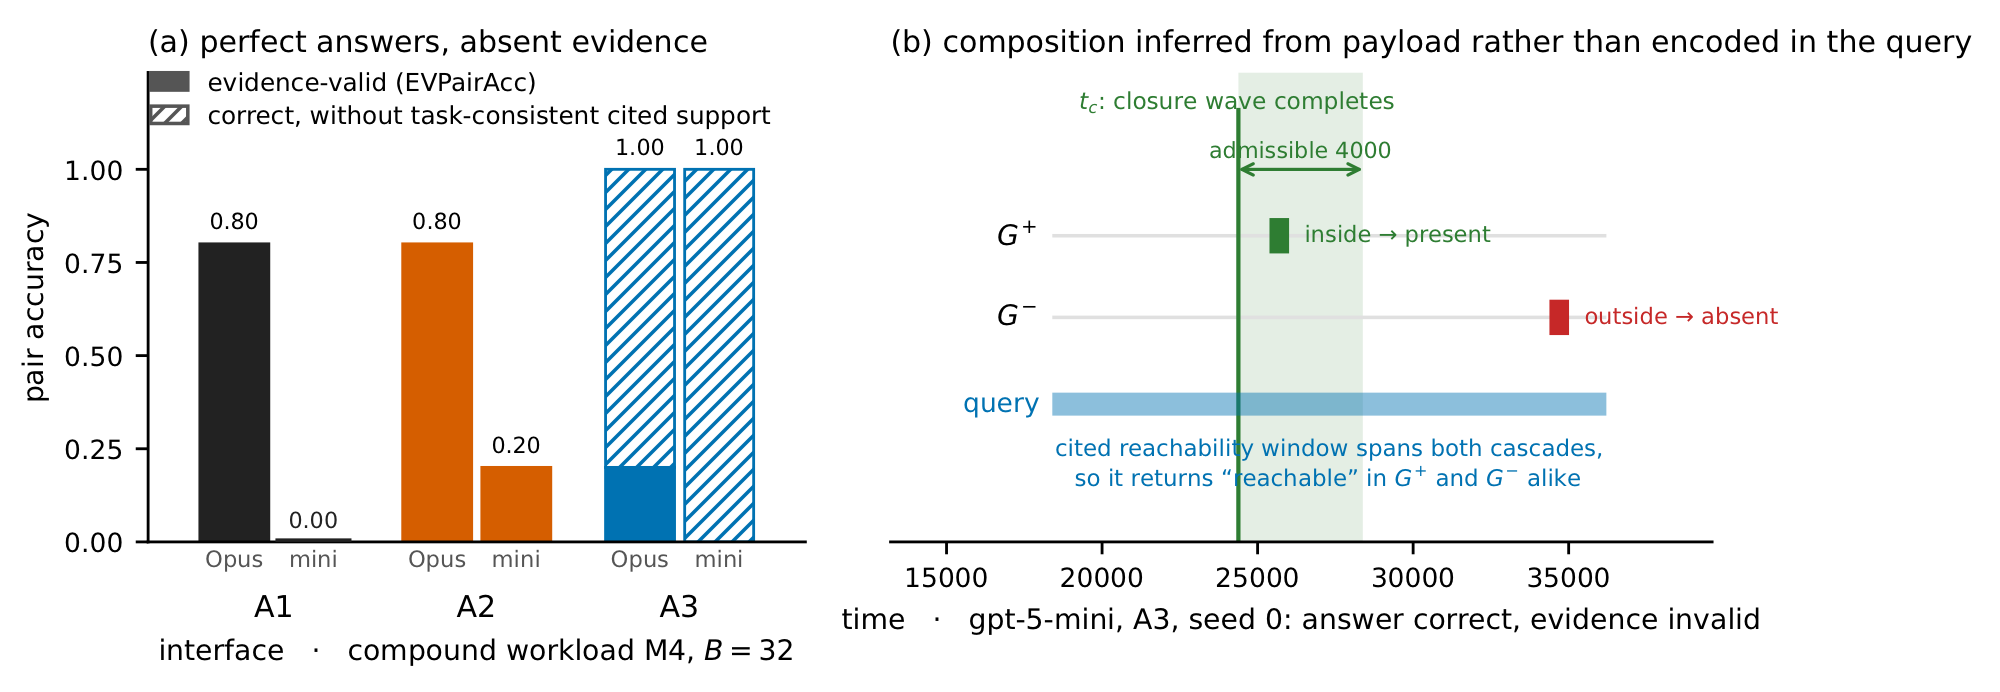 (a) perfect answers, absent evidence
evidence-valid (EVPairAcc)
correct, without task-consistent cited support
1.00 1.00
0.80
0.80
0.20
0.00
1.00
0.75
0.50
0.25
0.00
pair accuracy
Opus mini Opus mini Opus mini
A1 A2 A3
interface · compound workload M4, B = 32
(b) composition inferred from payload rather than encoded in the query
t_c: closure wave completes
admissible 4000
G⁺ inside → present
G⁻ outside → absent
query
cited reachability window spans both cascades,
so it returns “reachable” in G⁺ and G⁻ alike
15000 20000 25000 30000 35000
time · gpt-5-mini, A3, seed 0: answer correct, evidence invalid